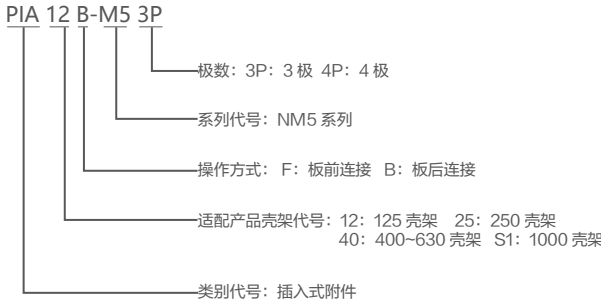 PIA 12 B-M5 3P
极数：3P：3 极 4P：4 极
系列代号：NM5 系列
操作方式： F：板前连接 B：板后连接
适配产品壳架代号：12：125 壳架 25：250 壳架
40：400~630 壳架 S1：1000 壳架
类别代号：插入式附件